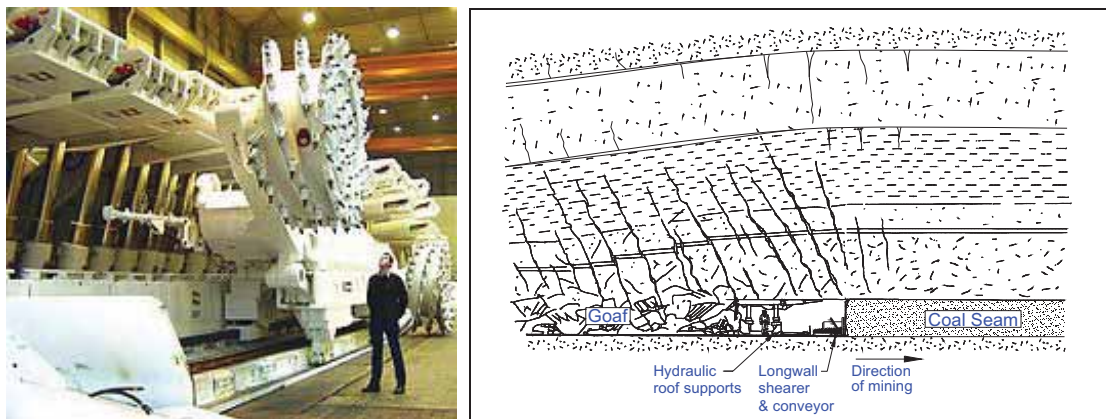 Goaf
Coal Seam
Hydraulic
roof supports
Longwall
shearer
& conveyor
Direction
of mining